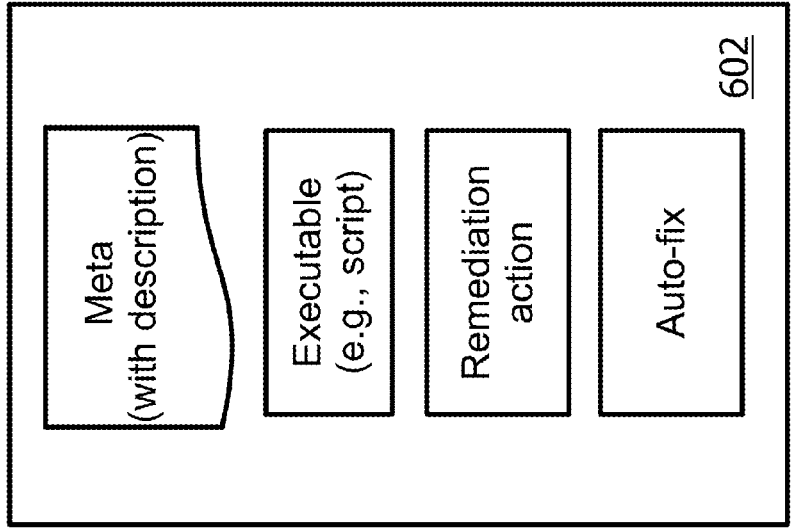 Meta
(with description)
Executable
(e.g., script)
Remediation
action
Auto-fix
602